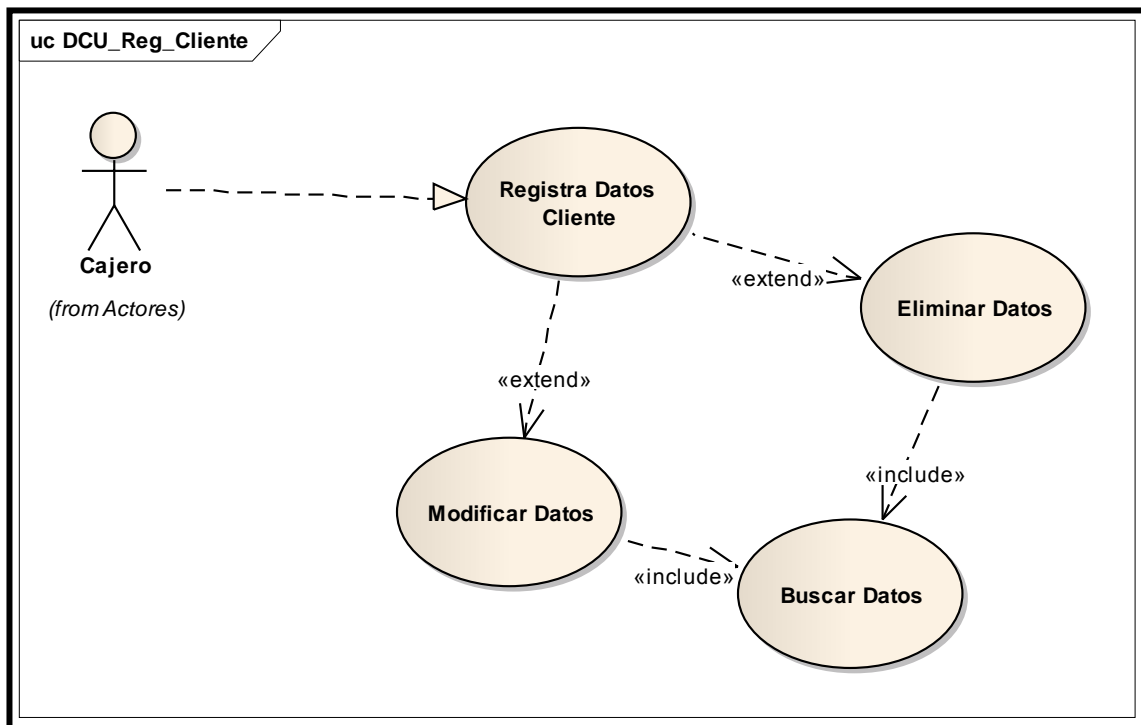 uc DCU_Reg_Cliente
Cajero
(from Actores)
Registra Datos
Cliente
«extend»
Eliminar Datos
«extend»
Modificar Datos
«include»
«include»
Buscar Datos